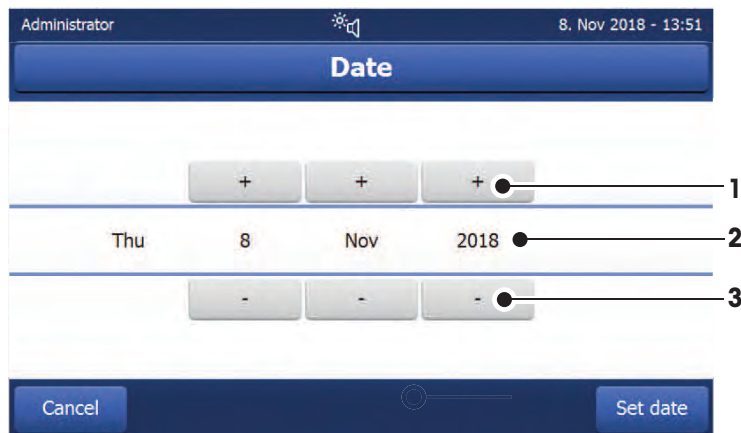 Administrator 8. Nov 2018 - 13:51
Date
+ + + 1
Thu 8 Nov 2018 2
- - - 3
Cancel Set date